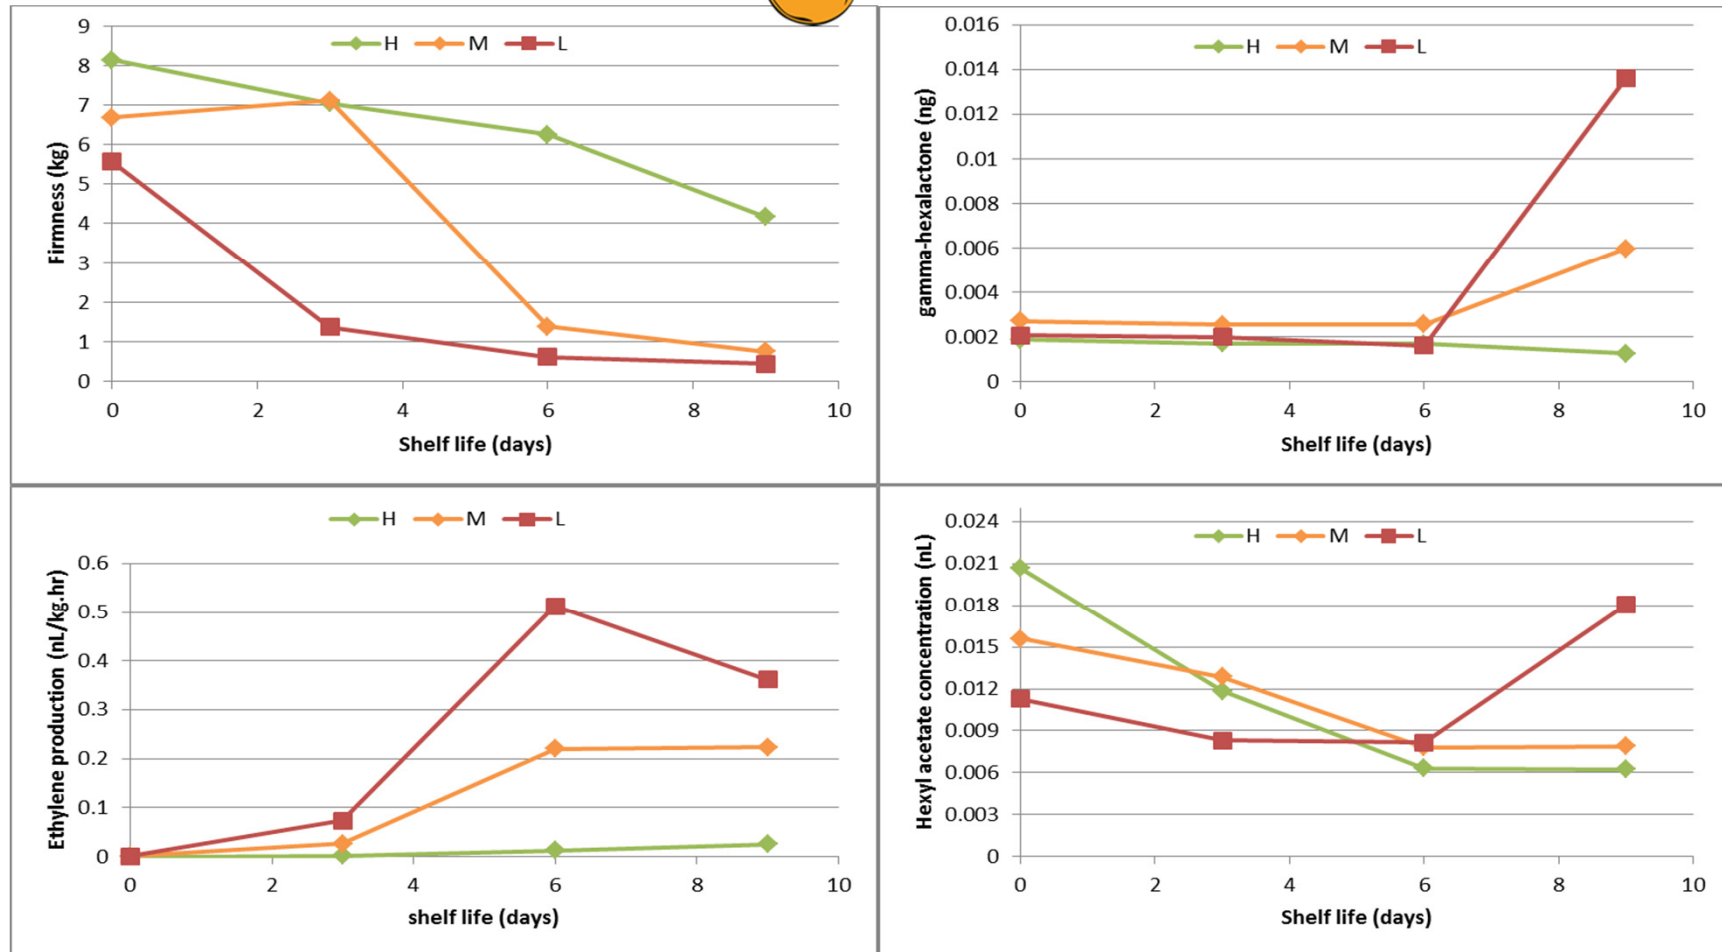 H M L
9
8
7
6
5
4
3
2
1
0
Firmness (kg)
0 2 4 6 8 10
Shelf life (days)
H M L
0.016
0.014
0.012
0.01
0.008
0.006
0.004
0.002
0
gamma-hexalactone (ng)
0 2 4 6 8 10
Shelf life (days)
H M L
0.6
0.5
0.4
0.3
0.2
0.1
0
Ethylene production (nL/kg.hr)
0 2 4 6 8 10
shelf life (days)
H M L
0.024
0.021
0.018
0.015
0.012
0.009
0.006
0.003
0
Hexyl acetate concentration (nL)
0 2 4 6 8 10
Shelf life (days)